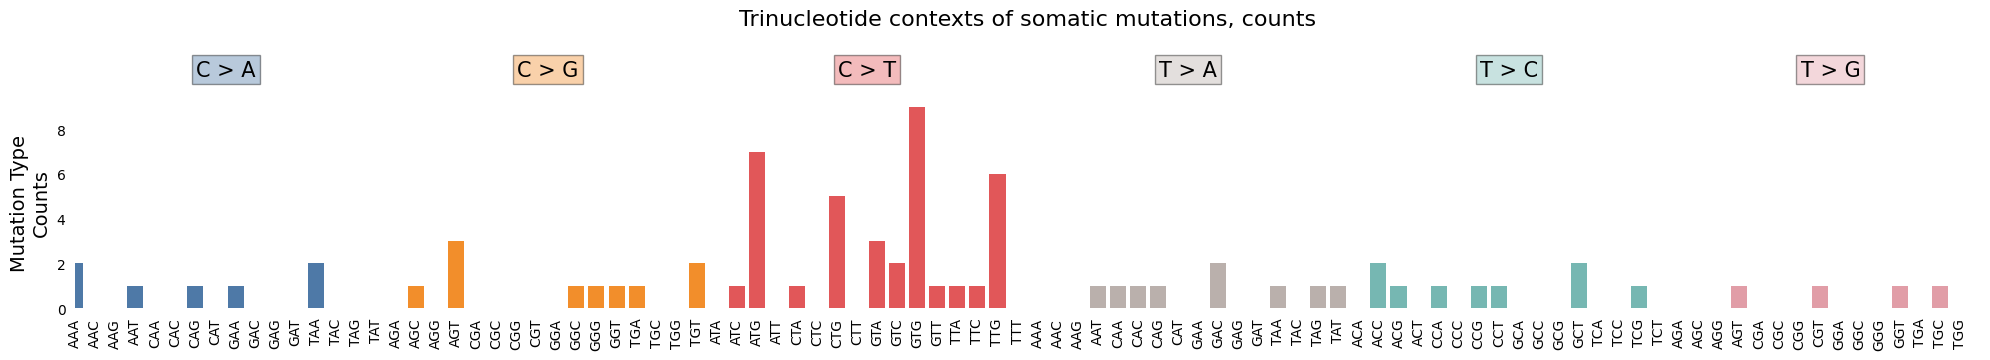 Trinucleotide contexts of somatic mutations, counts
C > A C > G C > T T > A T > C T > G
Mutation Type
Counts
8
6
4
2
0
AAA AAC AAG AAT CAA CAC CAG CAT GAA GAC GAG GAT TAA TAC TAG TAT AGA AGC AGG AGT CGA CGC CGG CGT GGA GGC GGG GGT TGA TGC TGG TGT ATA ATC ATG ATT CTA CTC CTG CTT GTA GTC GTG GTT TTA TTC TTG TTT AAA AAC AAG AAT CAA CAC CAG CAT GAA GAC GAG GAT TAA TAC TAG TAT ACA ACC ACG ACT CCA CCC CCG CCT GCA GCC GCG GCT TCA TCC TCG TCT AGA AGC AGG AGT CGA CGC CGG CGT GGA GGC GGG GGT TGA TGC TGG